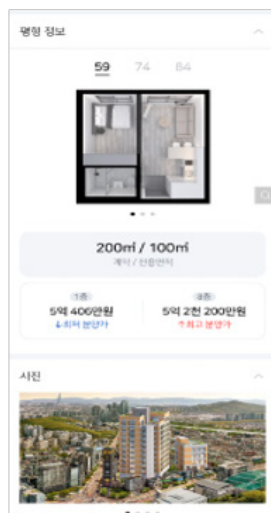 평형 정보
59 74 84
200㎡ / 100㎡
계약 / 전용면적
1층 8층
5억 406만원 5억 2천 200만원
↓최저 분양가 ↑최고 분양가
사진